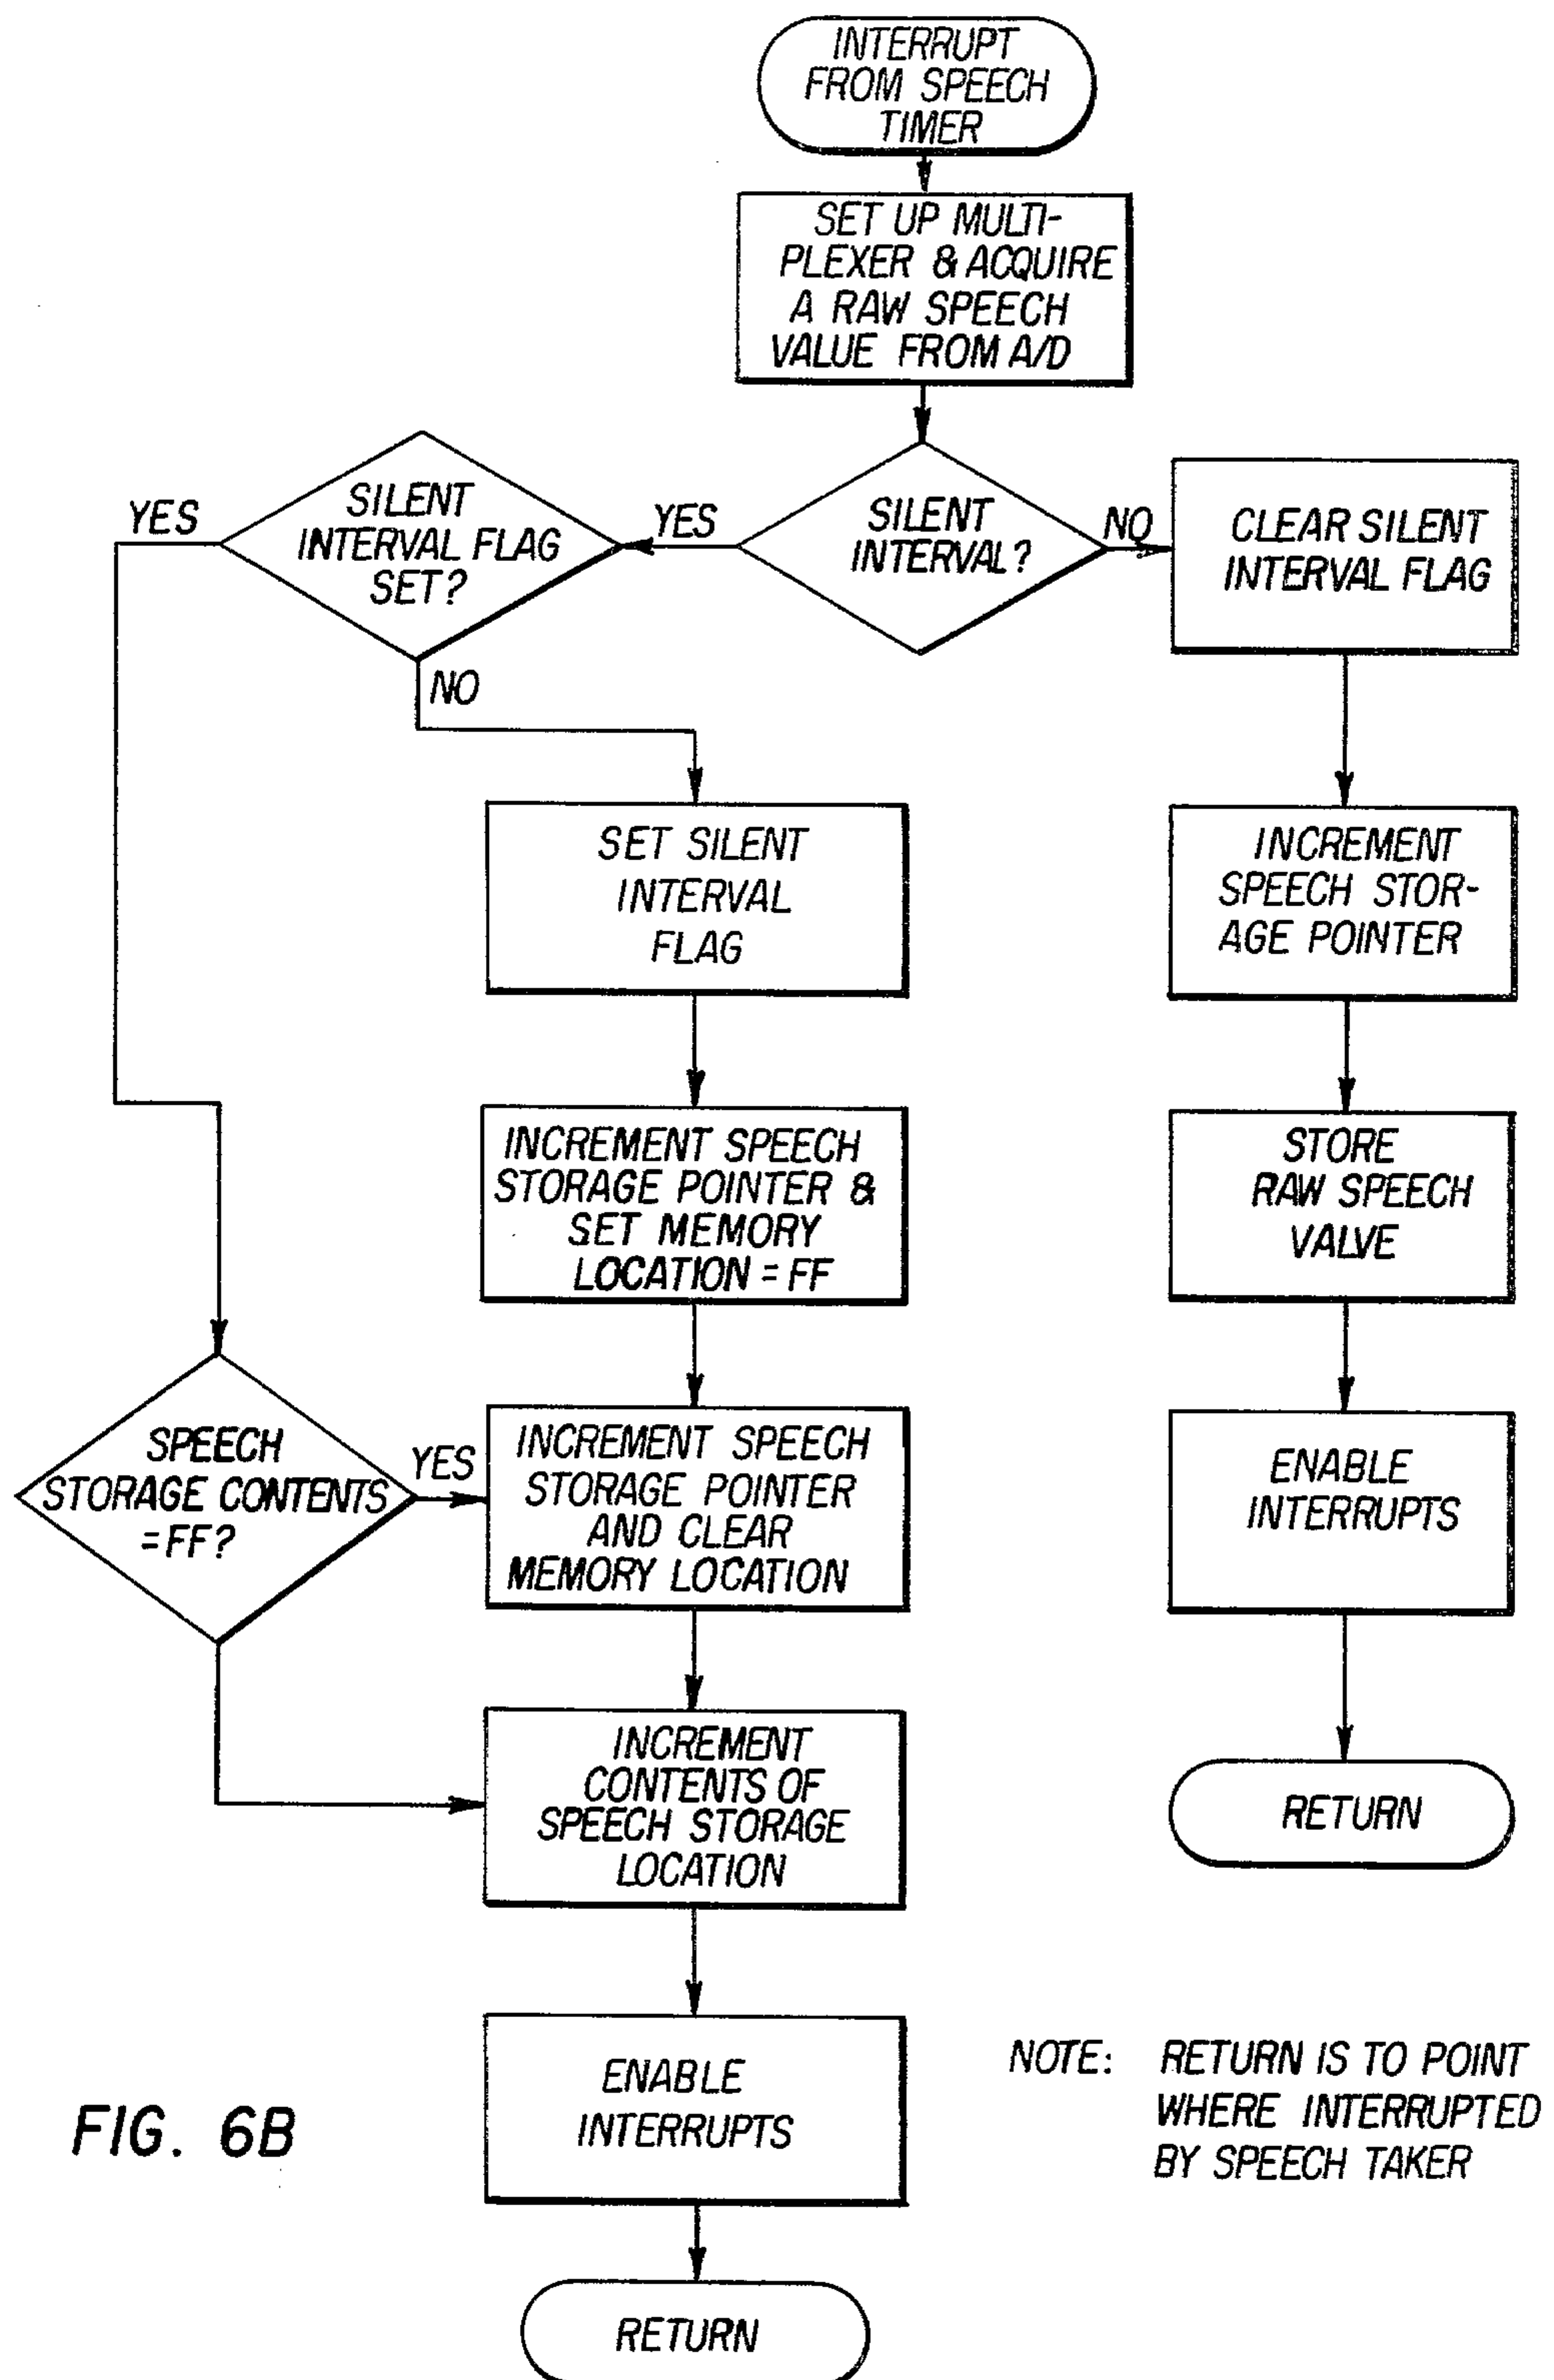 INTERRUPT
FROM SPEECH
TIMER
SET UP MULTI-
PLEXER & ACQUIRE
A RAW SPEECH
VALUE FROM A/D
SILENT
INTERVAL?
YES
NO
SILENT
INTERVAL FLAG
SET?
YES
NO
CLEAR SILENT
INTERVAL FLAG
SET SILENT
INTERVAL
FLAG
INCREMENT
SPEECH STOR-
AGE POINTER
INCREMENT SPEECH
STORAGE POINTER &
SET MEMORY
LOCATION = FF
STORE
RAW SPEECH
VALVE
SPEECH
STORAGE CONTENTS
=FF?
YES
INCREMENT SPEECH
STORAGE POINTER
AND CLEAR
MEMORY LOCATION
ENABLE
INTERRUPTS
INCREMENT
CONTENTS OF
SPEECH STORAGE
LOCATION
RETURN
ENABLE
INTERRUPTS
RETURN
NOTE: RETURN IS TO POINT
WHERE INTERRUPTED
BY SPEECH TAKER
FIG. 6B